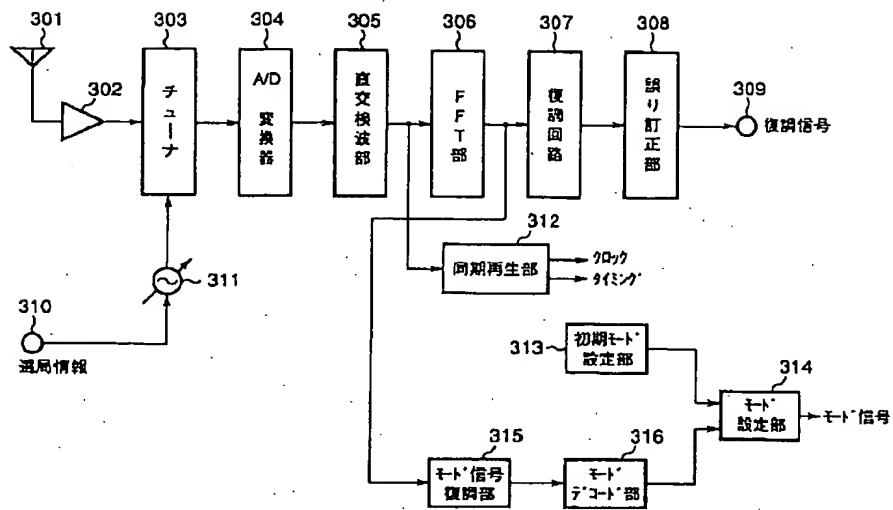 301
302
303
チューナ
304
A/D
変換器
305
直交検波部
306
FFT部
307
復調回路
308
誤り訂正部
309
復調信号
310
選局情報
311
312
同期再生部
クロック
タイミング
313
初期モード
設定部
314
モード
設定部
モード信号
315
モード信号
復調部
316
モード
デコード部